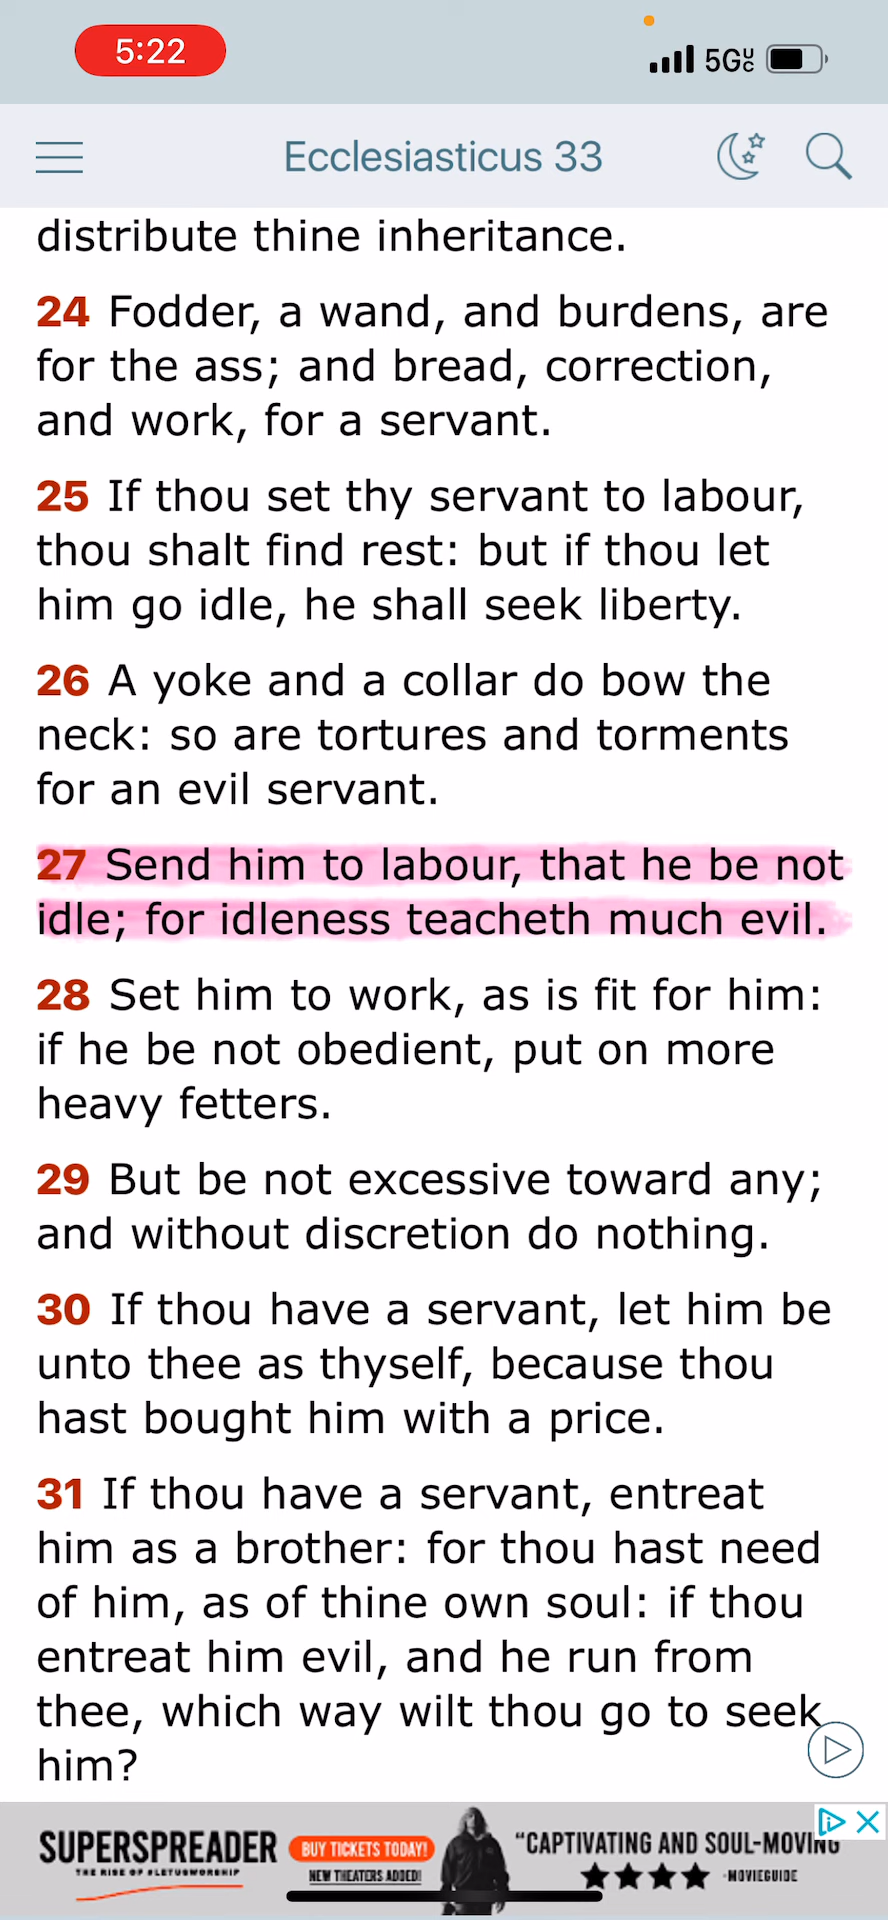 5:22
5GUC
Ecclesiasticus 33
distribute thine inheritance.
24 Fodder, a wand, and burdens, are
for the ass; and bread, correction,
and work, for a servant.
25 If thou set thy servant to labour,
thou shalt find rest: but if thou let
him go idle, he shall seek liberty.
26 A yoke and a collar do bow the
neck: so are tortures and torments
for an evil servant.
27 Send him to labour, that he be not
idle; for idleness teacheth much evil.
28 Set him to work, as is fit for him:
if he be not obedient, put on more
heavy fetters.
29 But be not excessive toward any;
and without discretion do nothing.
30 If thou have a servant, let him be
unto thee as thyself, because thou
hast bought him with a price.
31 If thou have a servant, entreat
him as a brother: for thou hast need
of him, as of thine own soul: if thou
entreat him evil, and he run from
thee, which way wilt thou go to seek
him?
SUPERSPREADER
THE RISE OF #LETUSWORSHIP
BUY TICKETS TODAY!
NEW THEATERS ADDED!
“CAPTIVATING AND SOUL-MOVING
-MOVIEGUIDE